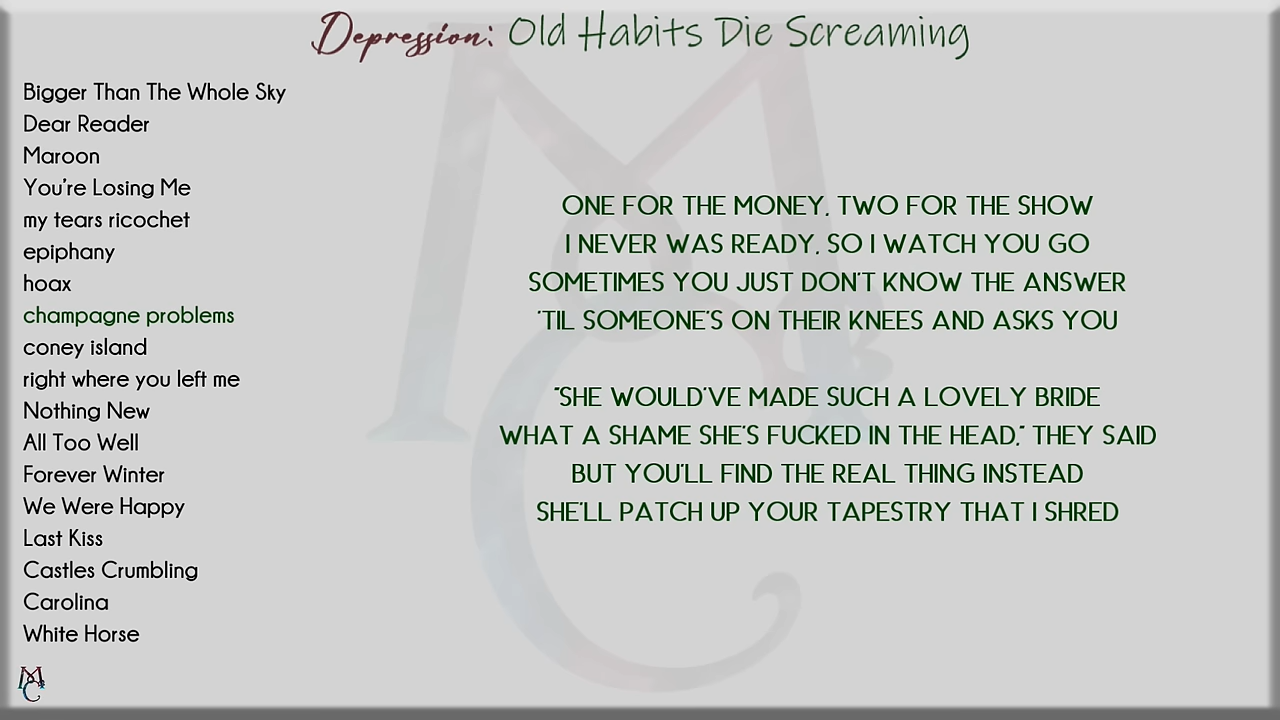 Depression: Old Habits Die Screaming
Bigger Than The Whole Sky
Dear Reader
Maroon
You're Losing Me
my tears ricochet
epiphany
hoax
champagne problems
coney island
right where you left me
Nothing New
All Too Well
Forever Winter
We Were Happy
Last Kiss
Castles Crumbling
Carolina
White Horse
ONE FOR THE MONEY, TWO FOR THE SHOW
I NEVER WAS READY, SO I WATCH YOU GO
SOMETIMES YOU JUST DON'T KNOW THE ANSWER
'TIL SOMEONE'S ON THEIR KNEES AND ASKS YOU
"SHE WOULD'VE MADE SUCH A LOVELY BRIDE
WHAT A SHAME SHE'S FUCKED IN THE HEAD," THEY SAID
BUT YOU'LL FIND THE REAL THING INSTEAD
SHE'LL PATCH UP YOUR TAPESTRY THAT I SHRED